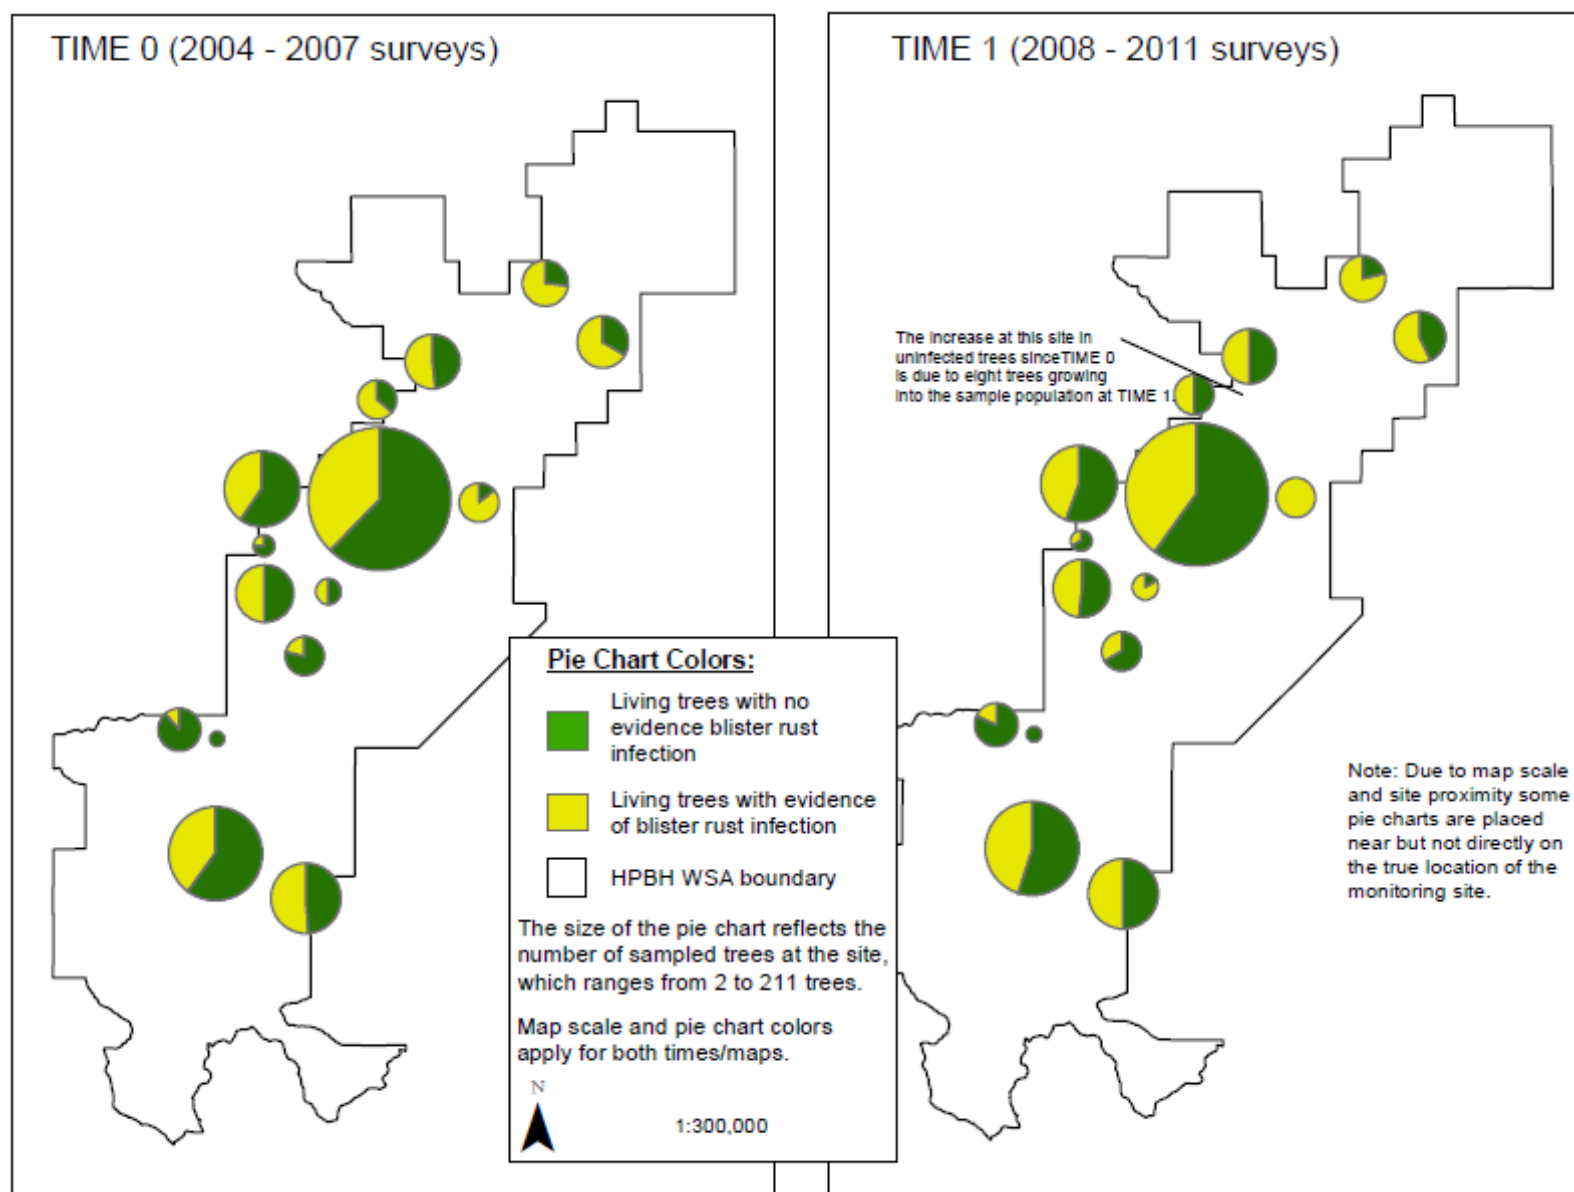 TIME 0 (2004 - 2007 surveys)
TIME 1 (2008 - 2011 surveys)
The increase at this site in
uninfected trees sinceTIME 0
is due to eight trees growing
into the sample population at TIME 1.
Pie Chart Colors:
Living trees with no
evidence blister rust
infection
Living trees with evidence
of blister rust infection
HPBH WSA boundary
The size of the pie chart reflects the
number of sampled trees at the site,
which ranges from 2 to 211 trees.
Map scale and pie chart colors
apply for both times/maps.
N
1:300,000
Note: Due to map scale
and site proximity some
pie charts are placed
near but not directly on
the true location of the
monitoring site.